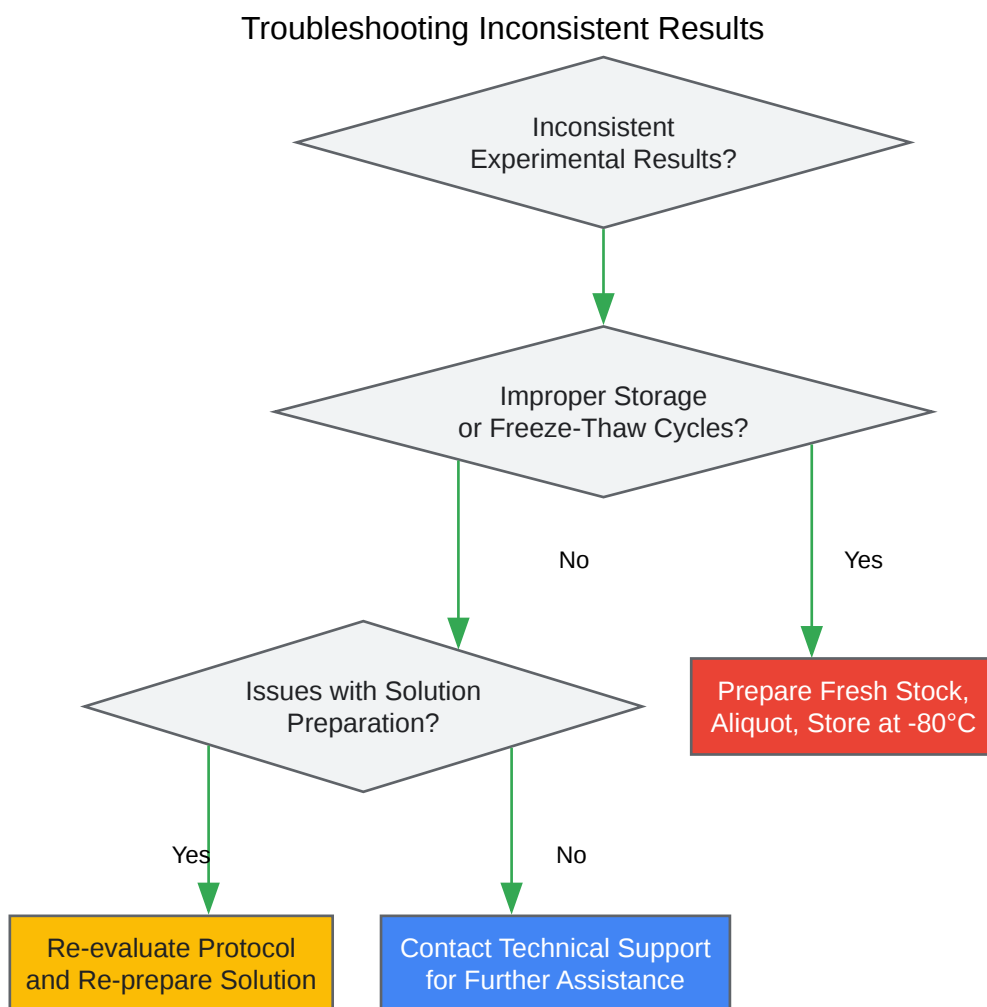 Troubleshooting Inconsistent Results
Inconsistent
Experimental Results?
Improper Storage
or Freeze-Thaw Cycles?
No
Yes
Issues with Solution
Preparation?
Prepare Fresh Stock,
Aliquot, Store at -80°C
Yes
No
Re-evaluate Protocol
and Re-prepare Solution
Contact Technical Support
for Further Assistance